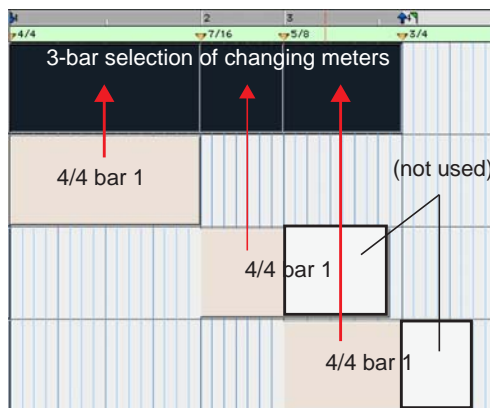 2 3
4/4 7/16 5/8 3/4
3-bar selection of changing meters
4/4 bar 1
(not used)
4/4 bar 1
4/4 bar 1